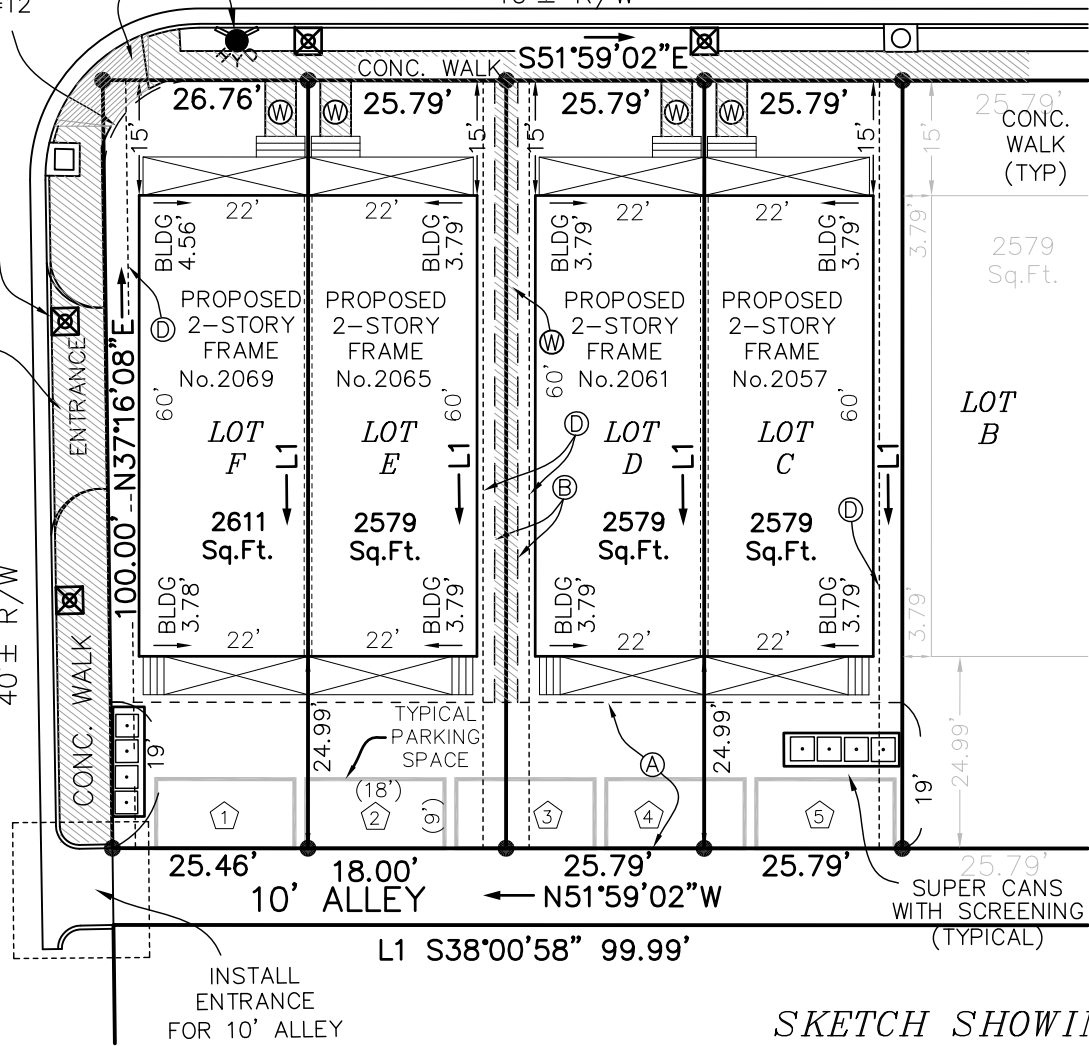 =12
HYD
S51°59'02"E
CONC. WALK
26.76'
25.79'
25.79'
25.79'
25.79'
W
W
W
W
15'
15'
15'
15'
15'
CONC.
WALK
(TYP)
22'
22'
22'
22'
BLDG
4.56'
BLDG
3.79'
BLDG
3.79'
BLDG
3.79'
3.79'
2579
Sq.Ft.
PROPOSED
2-STORY
FRAME
No.2069
PROPOSED
2-STORY
FRAME
No.2065
PROPOSED
2-STORY
FRAME
No.2061
PROPOSED
2-STORY
FRAME
No.2057
D
W
ENTRANCE
100.00' N37°16'08"E
60'
60'
60'
60'
LOT
F
LOT
E
LOT
D
LOT
C
LOT
B
L1
L1
L1
L1
D
B
D
2611
Sq.Ft.
2579
Sq.Ft.
2579
Sq.Ft.
2579
Sq.Ft.
BLDG
3.78'
BLDG
3.79'
BLDG
3.79'
BLDG
3.79'
3.79'
22'
22'
22'
22'
40'± R/W
CONC. WALK
19'
24.99'
TYPICAL
PARKING
SPACE
(18')
(9')
24.99'
A
19'
24.99'
1
2
3
4
5
25.46'
18.00'
25.79'
25.79'
25.79'
10' ALLEY
N51°59'02"W
SUPER CANS
WITH SCREENING
(TYPICAL)
L1 S38°00'58" 99.99'
INSTALL
ENTRANCE
FOR 10' ALLEY
SKETCH SHOWI